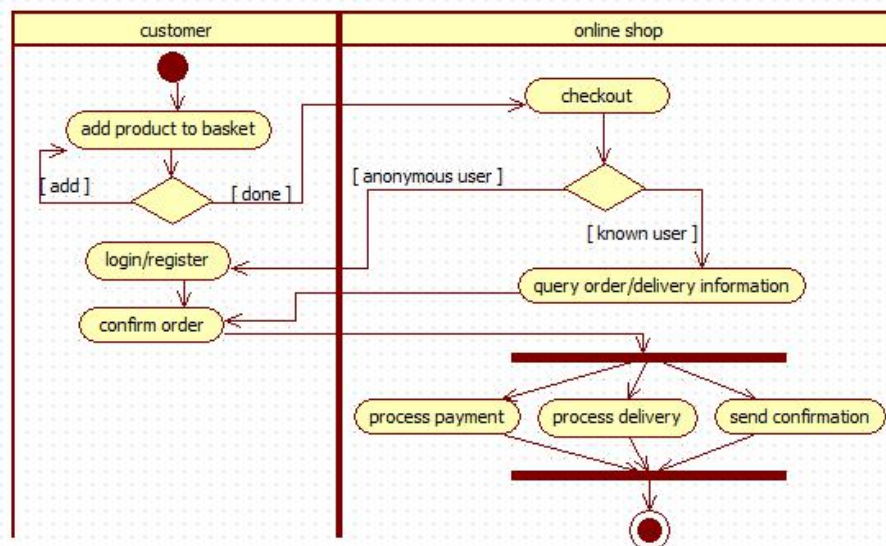 customer
online shop
checkout
add product to basket
[ add ]
[ done ]
[ anonymous user ]
[ known user ]
login/register
query order/delivery information
confirm order
process payment
process delivery
send confirmation